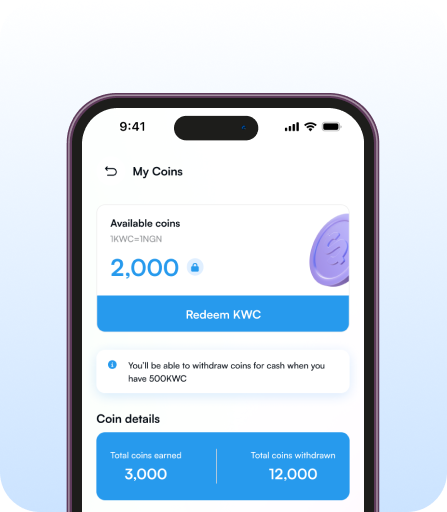 9:41
My Coins
Available coins
1KWC=1NGN
2,000
Redeem KWC
You'll be able to withdraw coins for cash when you
have 500KWC
Coin details
Total coins earned
3,000
Total coins withdrawn
12,000